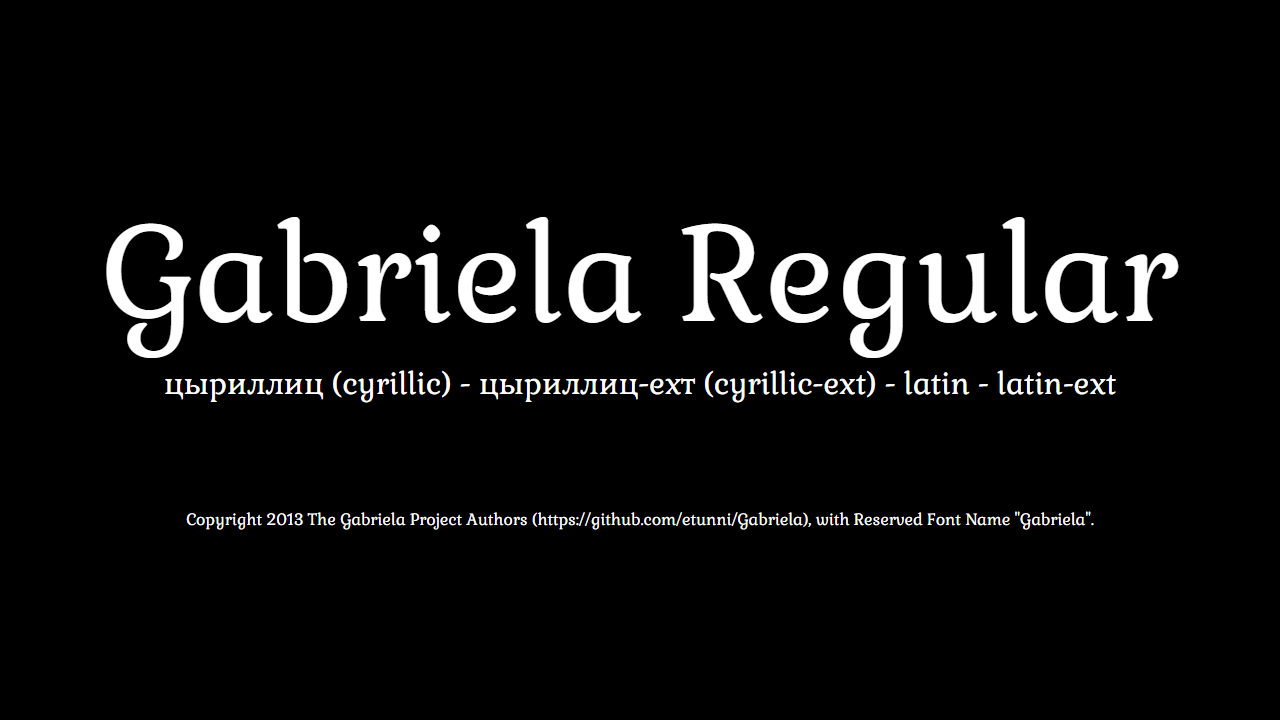 Gabriela Regular
цыриллиц (cyrillic) - цыриллиц-ехт (cyrillic-ext) - latin - latin-ext
Copyright 2013 The Gabriela Project Authors (https://github.com/etunni/Gabriela), with Reserved Font Name "Gabriela".